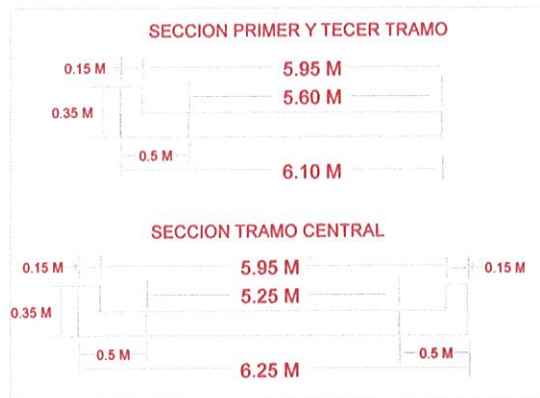 SECCION PRIMER Y TECER TRAMO
0.15 M 5.95 M
5.60 M
0.35 M
0.5 M
6.10 M
SECCION TRAMO CENTRAL
0.15 M 5.95 M 0.15 M
5.25 M
0.35 M
0.5 M 0.5 M
6.25 M